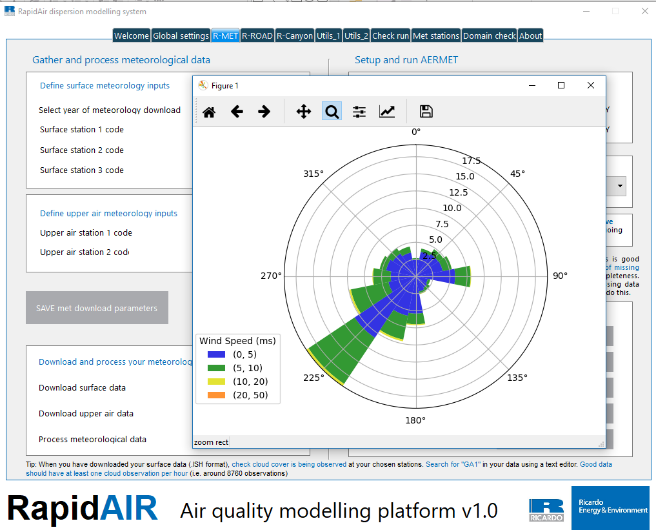 RapidAir dispersion modelling system
Welcome Global settings R-MET R-ROAD R-Canyon Utils_1 Utils_2 Check run Met stations Domain check About
Gather and process meteorological data
Setup and run AERMET
Define surface meteorology inputs
Select year of meteorology download
Surface station 1 code
Surface station 2 code
Surface station 3 code
Define upper air meteorology inputs
Upper air station 1 code
Upper air station 2 code
SAVE met download parameters
Download and process your meteorolog
Download surface data
Download upper air data
Process meteorological data
Figure 1
0°
45°
90°
135°
180°
225°
270°
315°
17.5
15.0
12.5
10.0
7.5
5.0
2.5
Wind Speed (ms)
(0, 5)
(5, 10)
(10, 20)
(20, 50)
zoom rect
y
y
ve
oing
s is good
of missing
pleteness.
sing data
do this.
Tip: When you have downloaded your surface data (.ISH format), check cloud cover is being observed at your chosen stations. Search for "GA1" in your data using a text editor. Good data
should have at least one cloud observation per hour (i.e. around 8760 observations)
RapidAIR
Air quality modelling platform v1.0
RICARDO
Ricardo
Energy & Environment